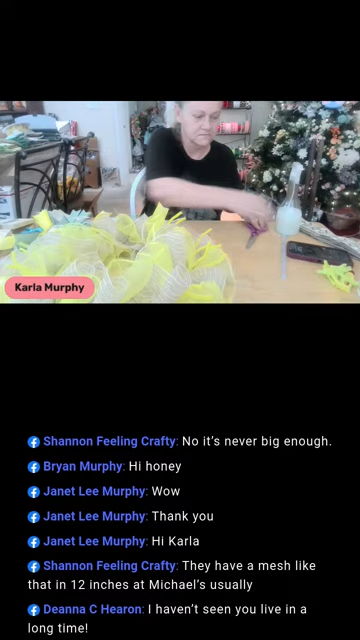 Karla Murphy
Shannon Feeling Crafty: No it's never big enough.
Bryan Murphy: Hi honey
Janet Lee Murphy: Wow
Janet Lee Murphy: Thank you
Janet Lee Murphy: Hi Karla
Shannon Feeling Crafty: They have a mesh like
that in 12 inches at Michael's usually
Deanna C Hearon: I haven't seen you live in a
long time!